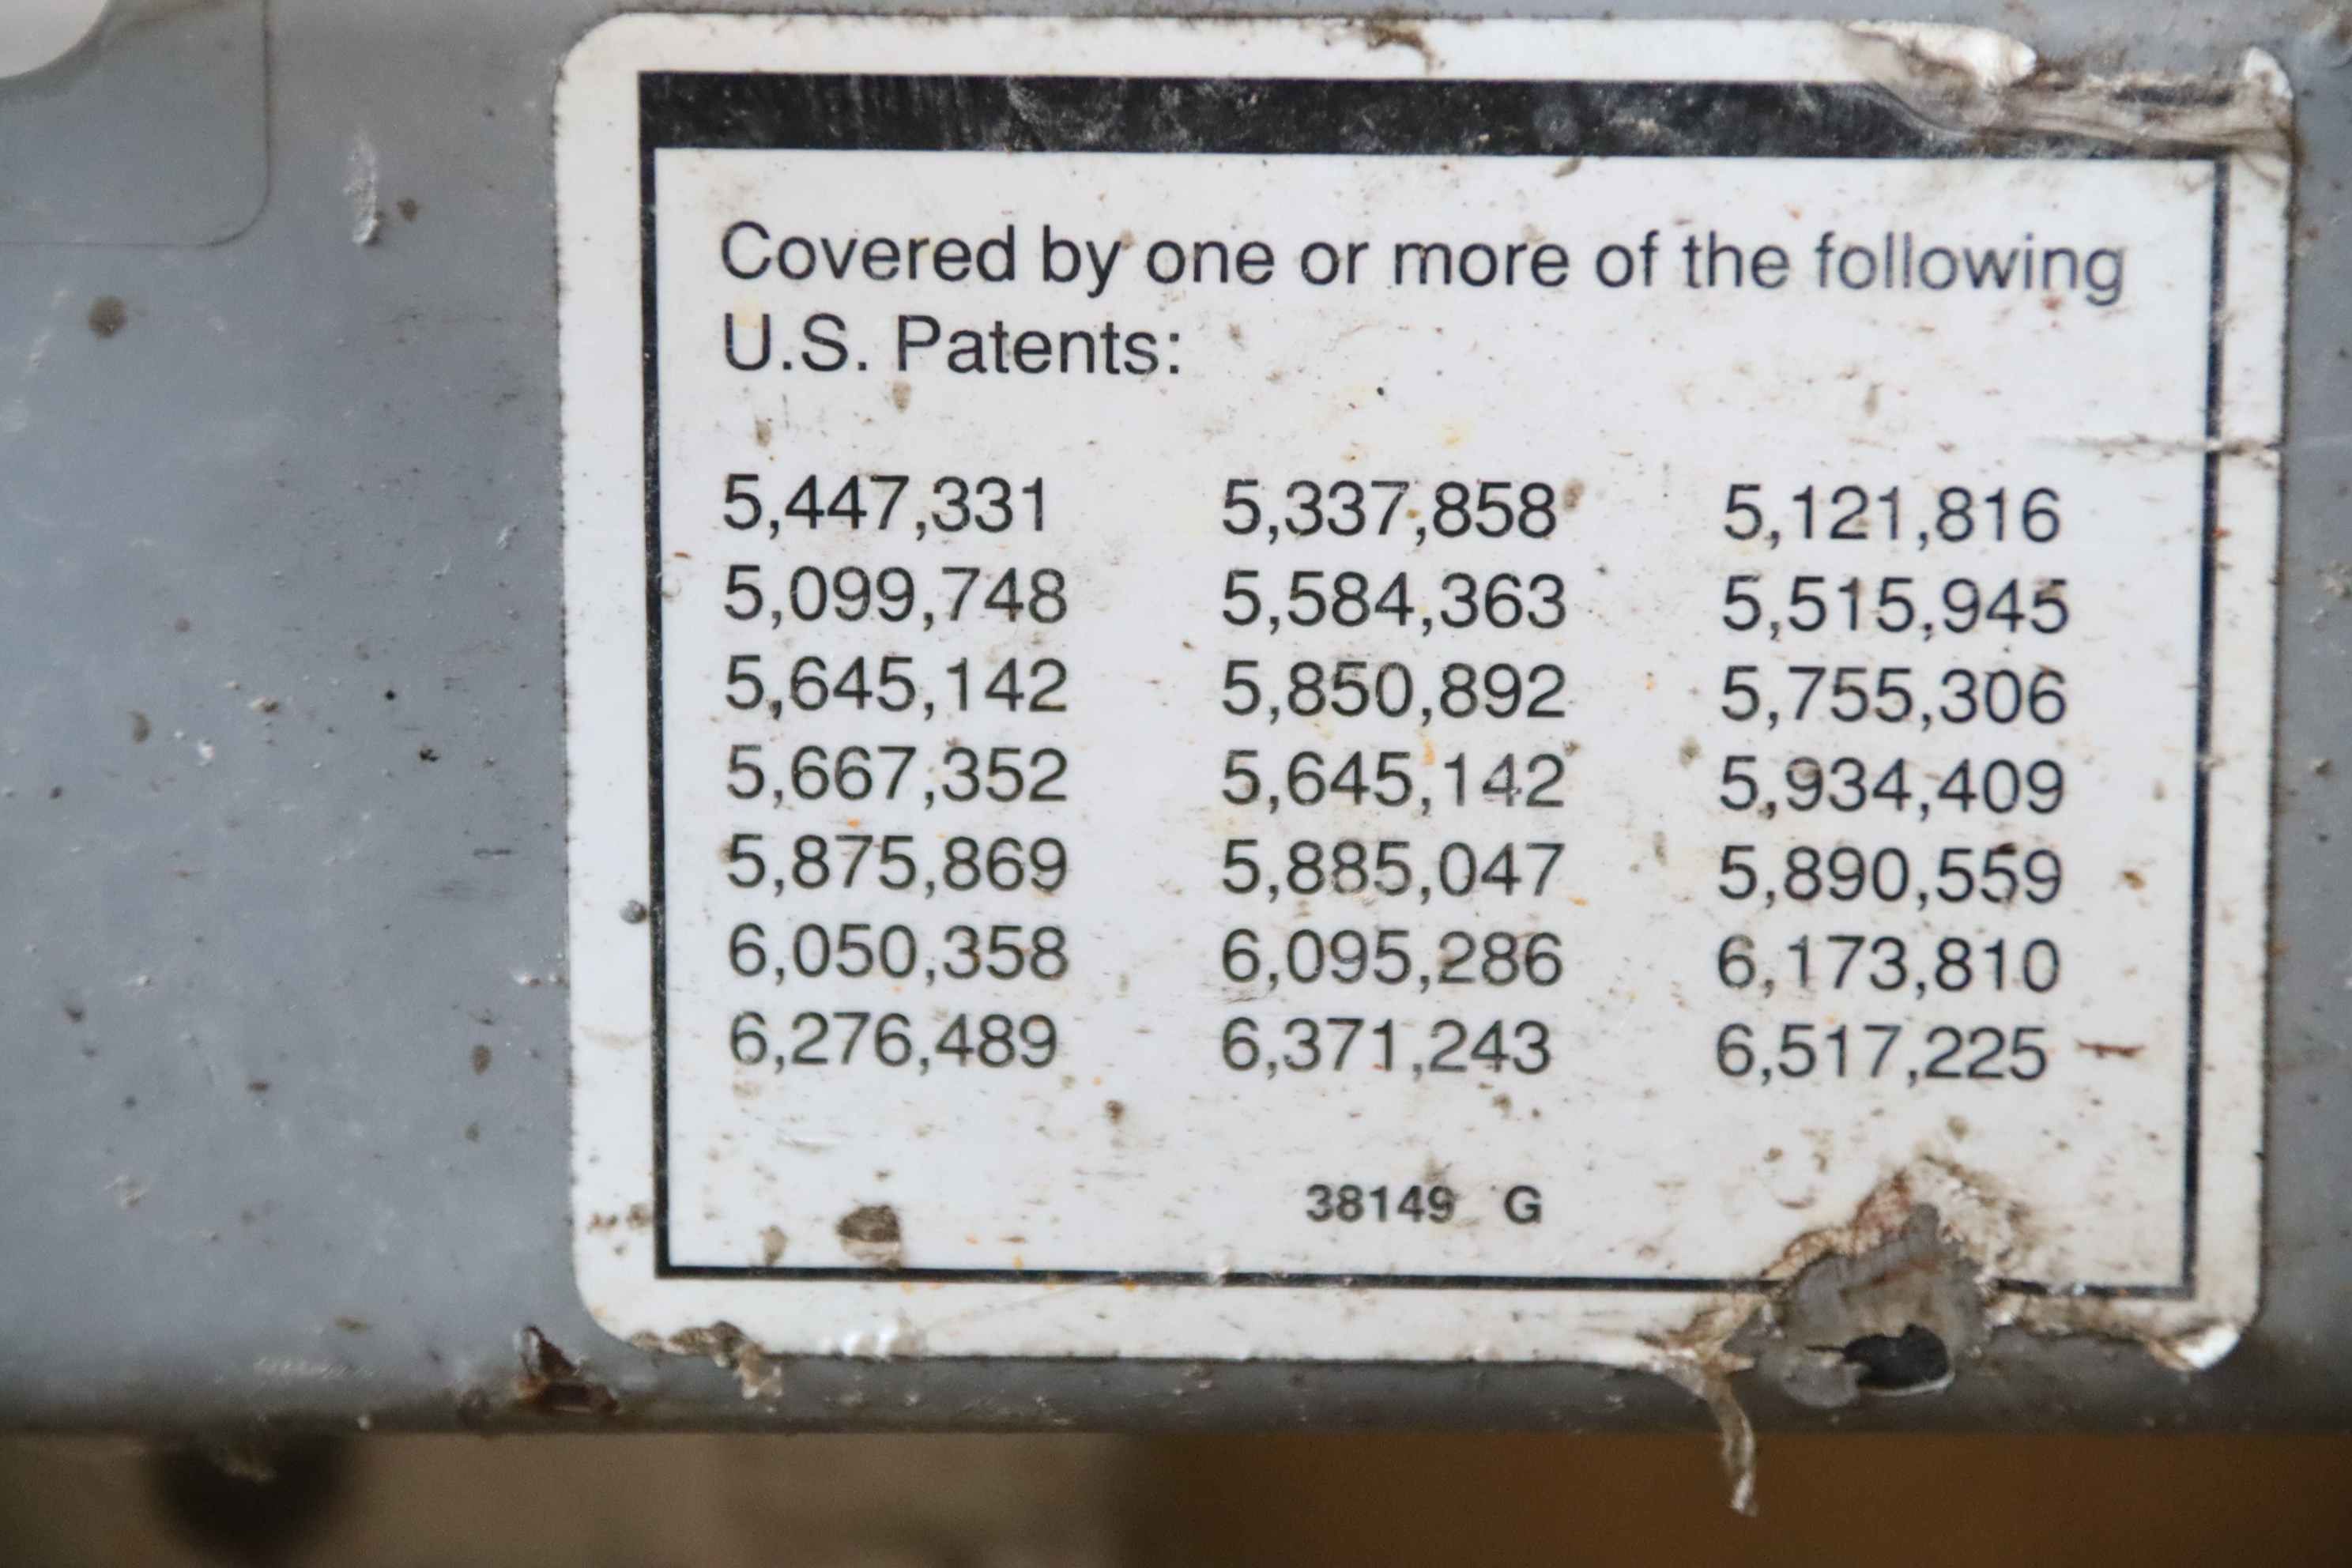 Covered by one or more of the following
U.S. Patents:
5,447,331 5,337,858 5,121,816
5,099,748 5,584,363 5,515,945
5,645,142 5,850,892 5,755,306
5,667,352 5,645,142 5,934,409
5,875,869 5,885,047 5,890,559
6,050,358 6,095,286 6,173,810
6,276,489 6,371,243 6,517,225
38149 G